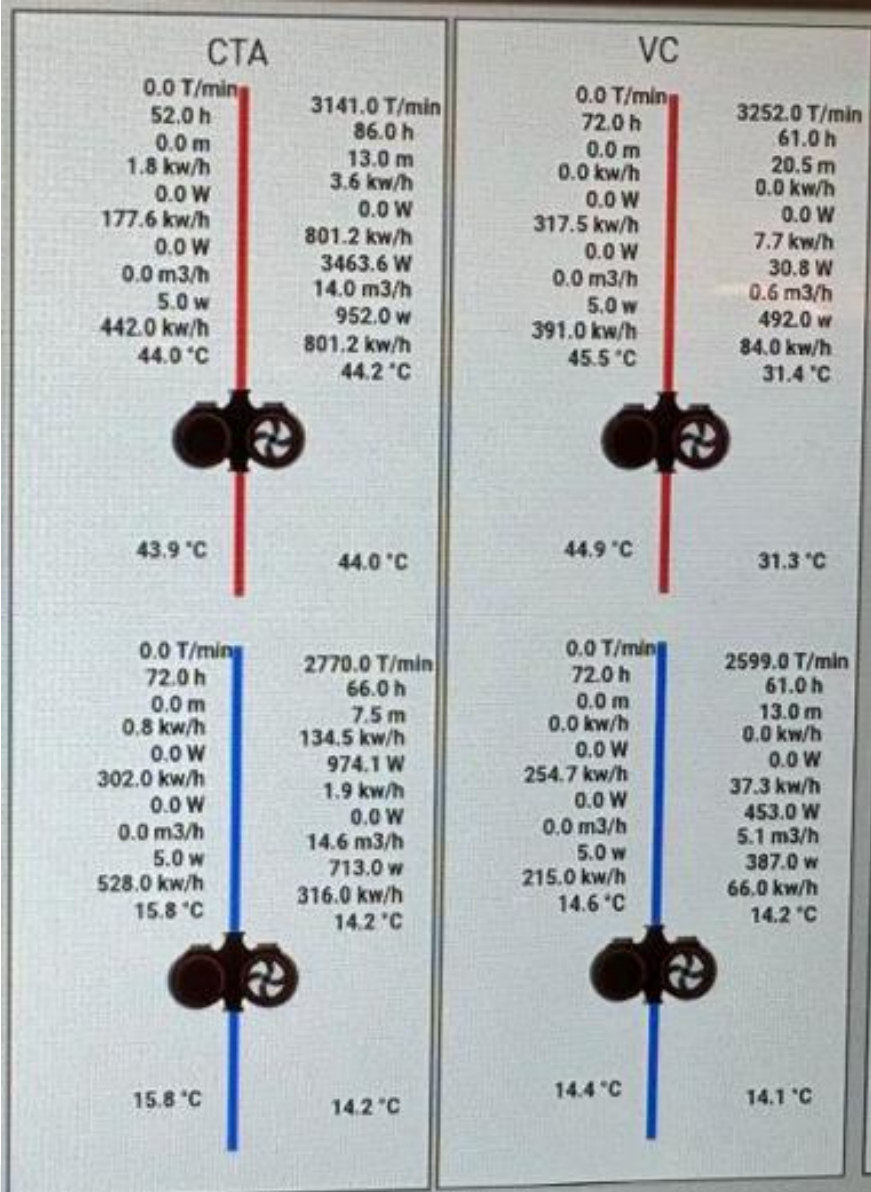 CTA
0.0 T/min
52.0 h
0.0 m
1.8 kw/h
0.0 W
177.6 kw/h
0.0 W
0.0 m3/h
5.0 w
442.0 kw/h
44.0 °C
3141.0 T/min
86.0 h
13.0 m
3.6 kw/h
0.0 W
801.2 kw/h
3463.6 W
14.0 m3/h
952.0 w
801.2 kw/h
44.2 °C
43.9 °C
44.0 °C
0.0 T/min
72.0 h
0.0 m
0.8 kw/h
0.0 W
302.0 kw/h
0.0 W
0.0 m3/h
5.0 w
528.0 kw/h
15.8 °C
2770.0 T/min
66.0 h
7.5 m
134.5 kw/h
974.1 W
1.9 kw/h
0.0 W
14.6 m3/h
713.0 w
316.0 kw/h
14.2 °C
15.8 °C
14.2 °C
VC
0.0 T/min
72.0 h
0.0 m
0.0 kw/h
0.0 W
317.5 kw/h
0.0 W
0.0 m3/h
5.0 w
391.0 kw/h
45.5 °C
3252.0 T/min
61.0 h
20.5 m
0.0 kw/h
0.0 W
7.7 kw/h
30.8 W
0.6 m3/h
492.0 w
84.0 kw/h
31.4 °C
44.9 °C
31.3 °C
0.0 T/min
72.0 h
0.0 m
0.0 kw/h
0.0 W
254.7 kw/h
0.0 W
0.0 m3/h
5.0 w
215.0 kw/h
14.6 °C
2599.0 T/min
61.0 h
13.0 m
0.0 kw/h
0.0 W
37.3 kw/h
453.0 W
5.1 m3/h
387.0 w
66.0 kw/h
14.2 °C
14.4 °C
14.1 °C